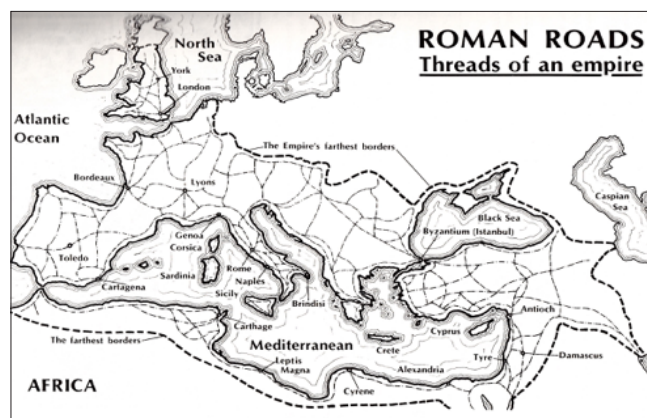 ROMAN ROADS
Threads of an empire
North
Sea
York
London
Atlantic
Ocean
The Empire's farthest borders
Bordeaux
Lyons
Caspian
Sea
Black Sea
Byzantium (Istanbul)
Genoa
Corsica
Toledo
Rome
Sardinia
Naples
Cartagena
Sicily
Brindisi
Antioch
Carthage
Cyprus
The farthest borders
Mediterranean
Crete
Tyre
Damascus
Leptis
Magna
Alexandria
AFRICA
Cyrene